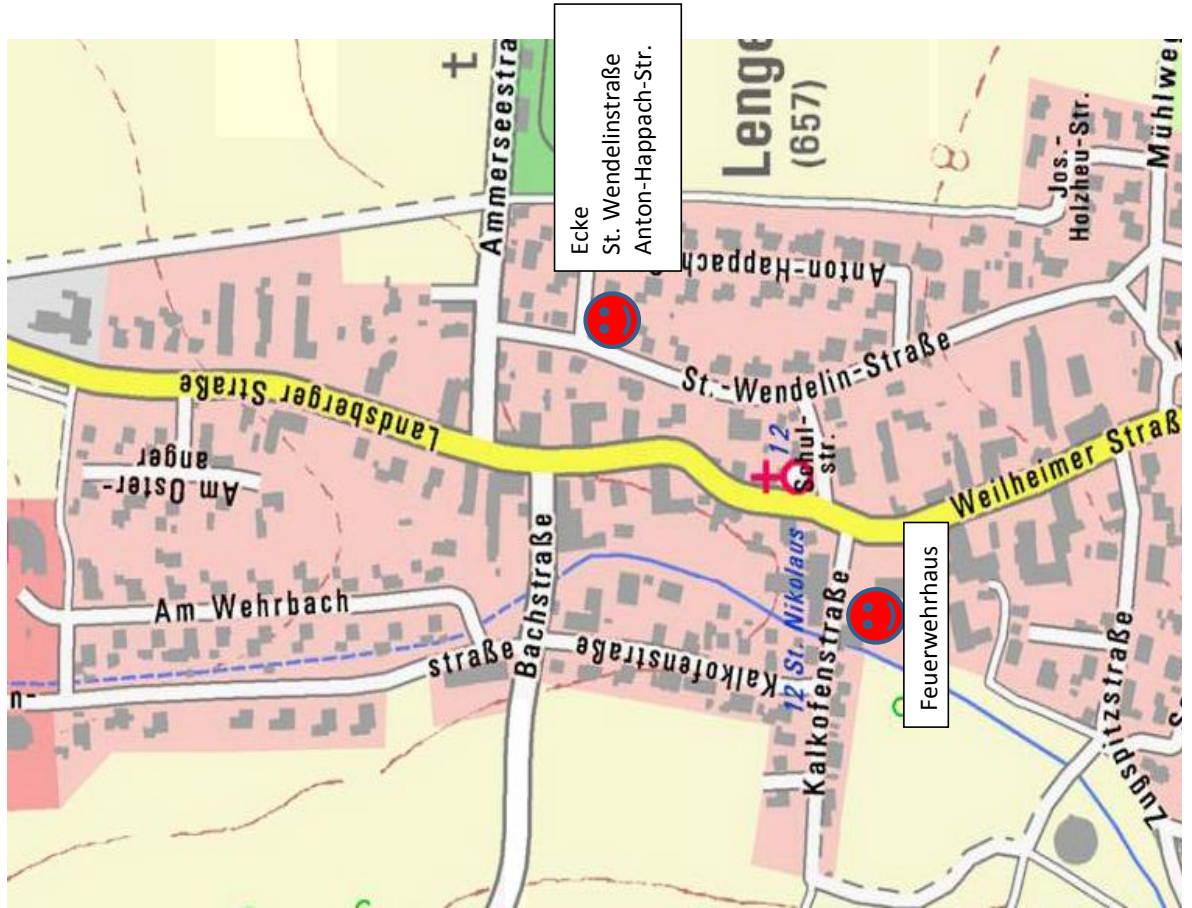 Ecke
St. Wendelinstraße
Anton-Happach-Str.
Lenge
(657)
Ammerseestra
t
Jos.-
Holzheu-Str.
Mühlweg
Anton-Happach
St.-Wendelin-Straße
Landsberger Straße
Am Oster-
anger
12
Schul-
str.
Weilheimer Straß
Am Wehrbach
Bachstraße
straße
n-
12 St. Nikolaus
Kalkofenstraße
Kalkofenstraße
Feuerwehrhaus
Zugspitzstraße